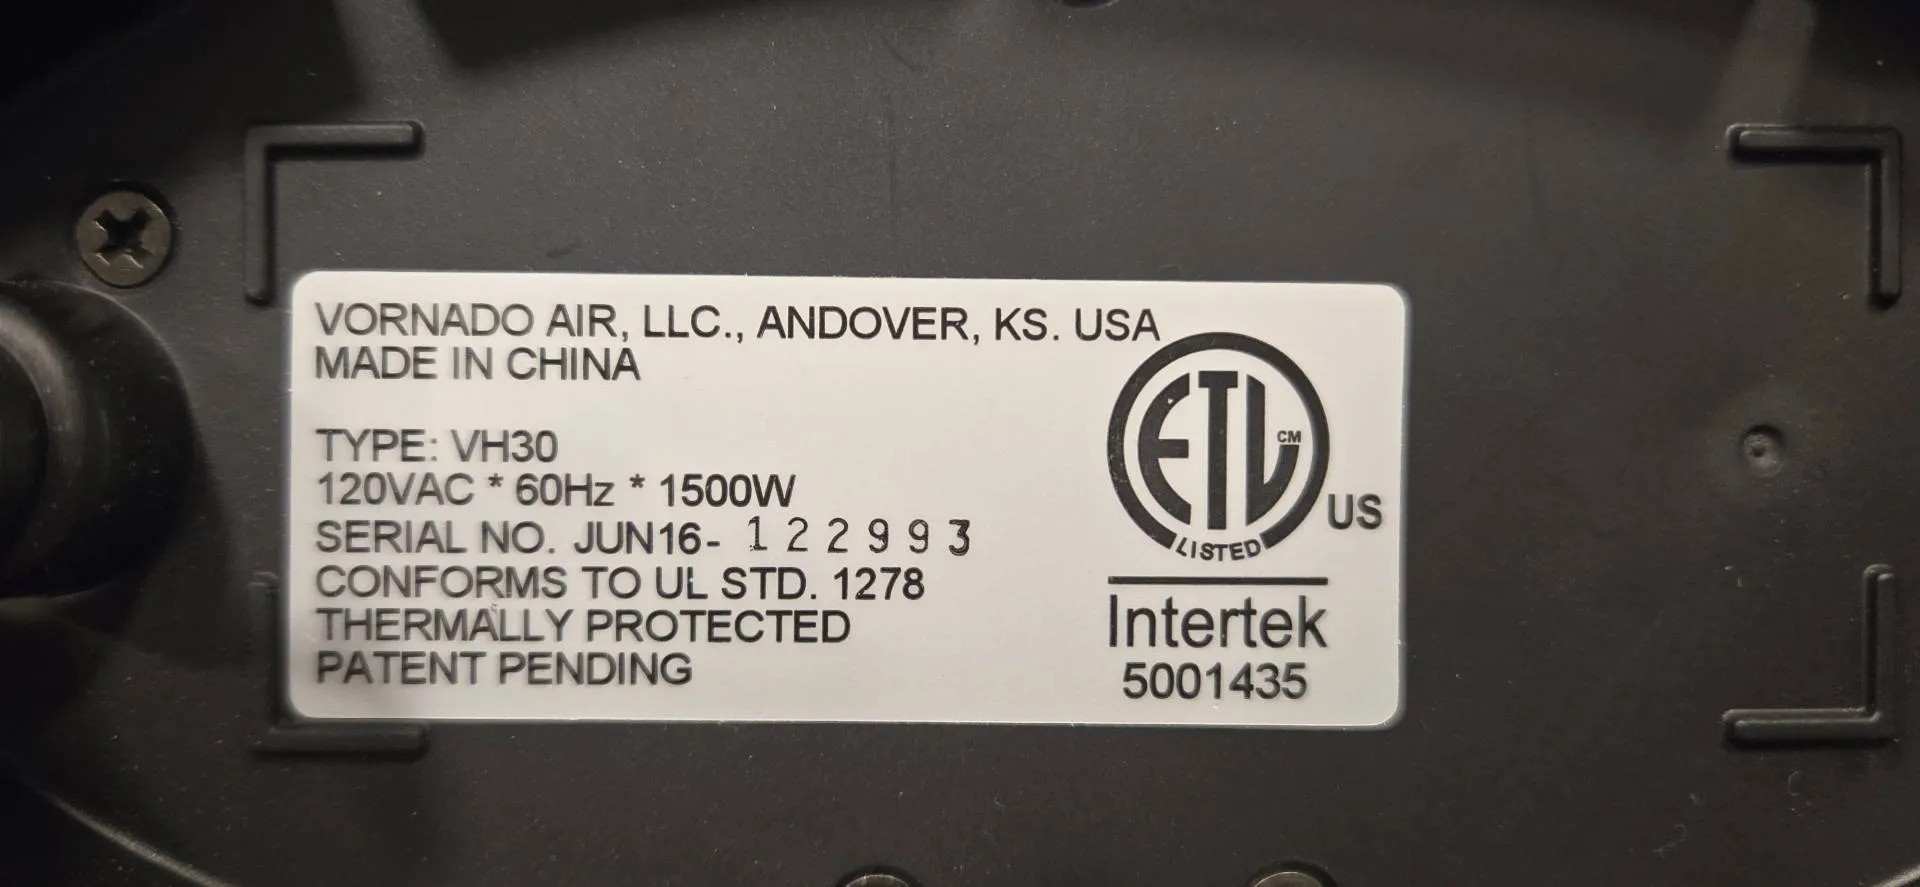 VORNADO AIR, LLC., ANDOVER, KS. USA
MADE IN CHINA
TYPE: VH30
120VAC * 60Hz * 1500W
SERIAL NO. JUN16- 122993
CONFORMS TO UL STD. 1278
THERMALLY PROTECTED
PATENT PENDING
ETL
CM
LISTED
US
Intertek
5001435